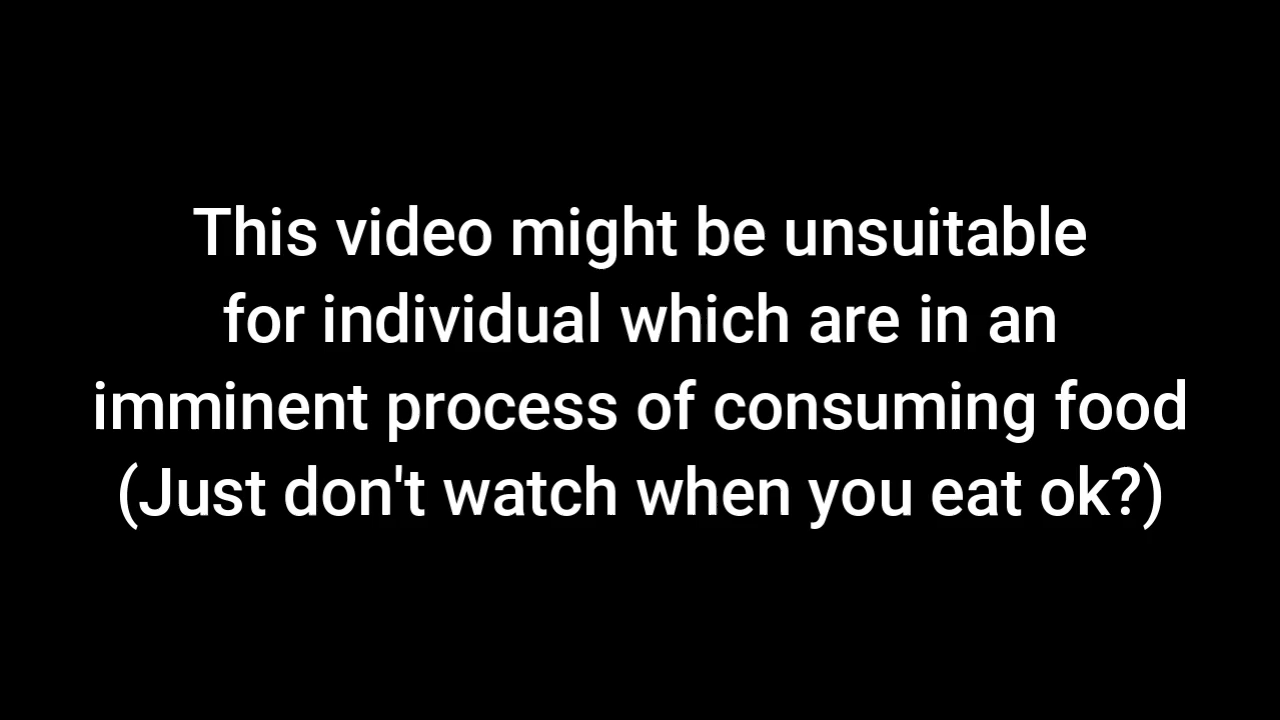 This video might be unsuitable
for individual which are in an
imminent process of consuming food
(Just don't watch when you eat ok?)